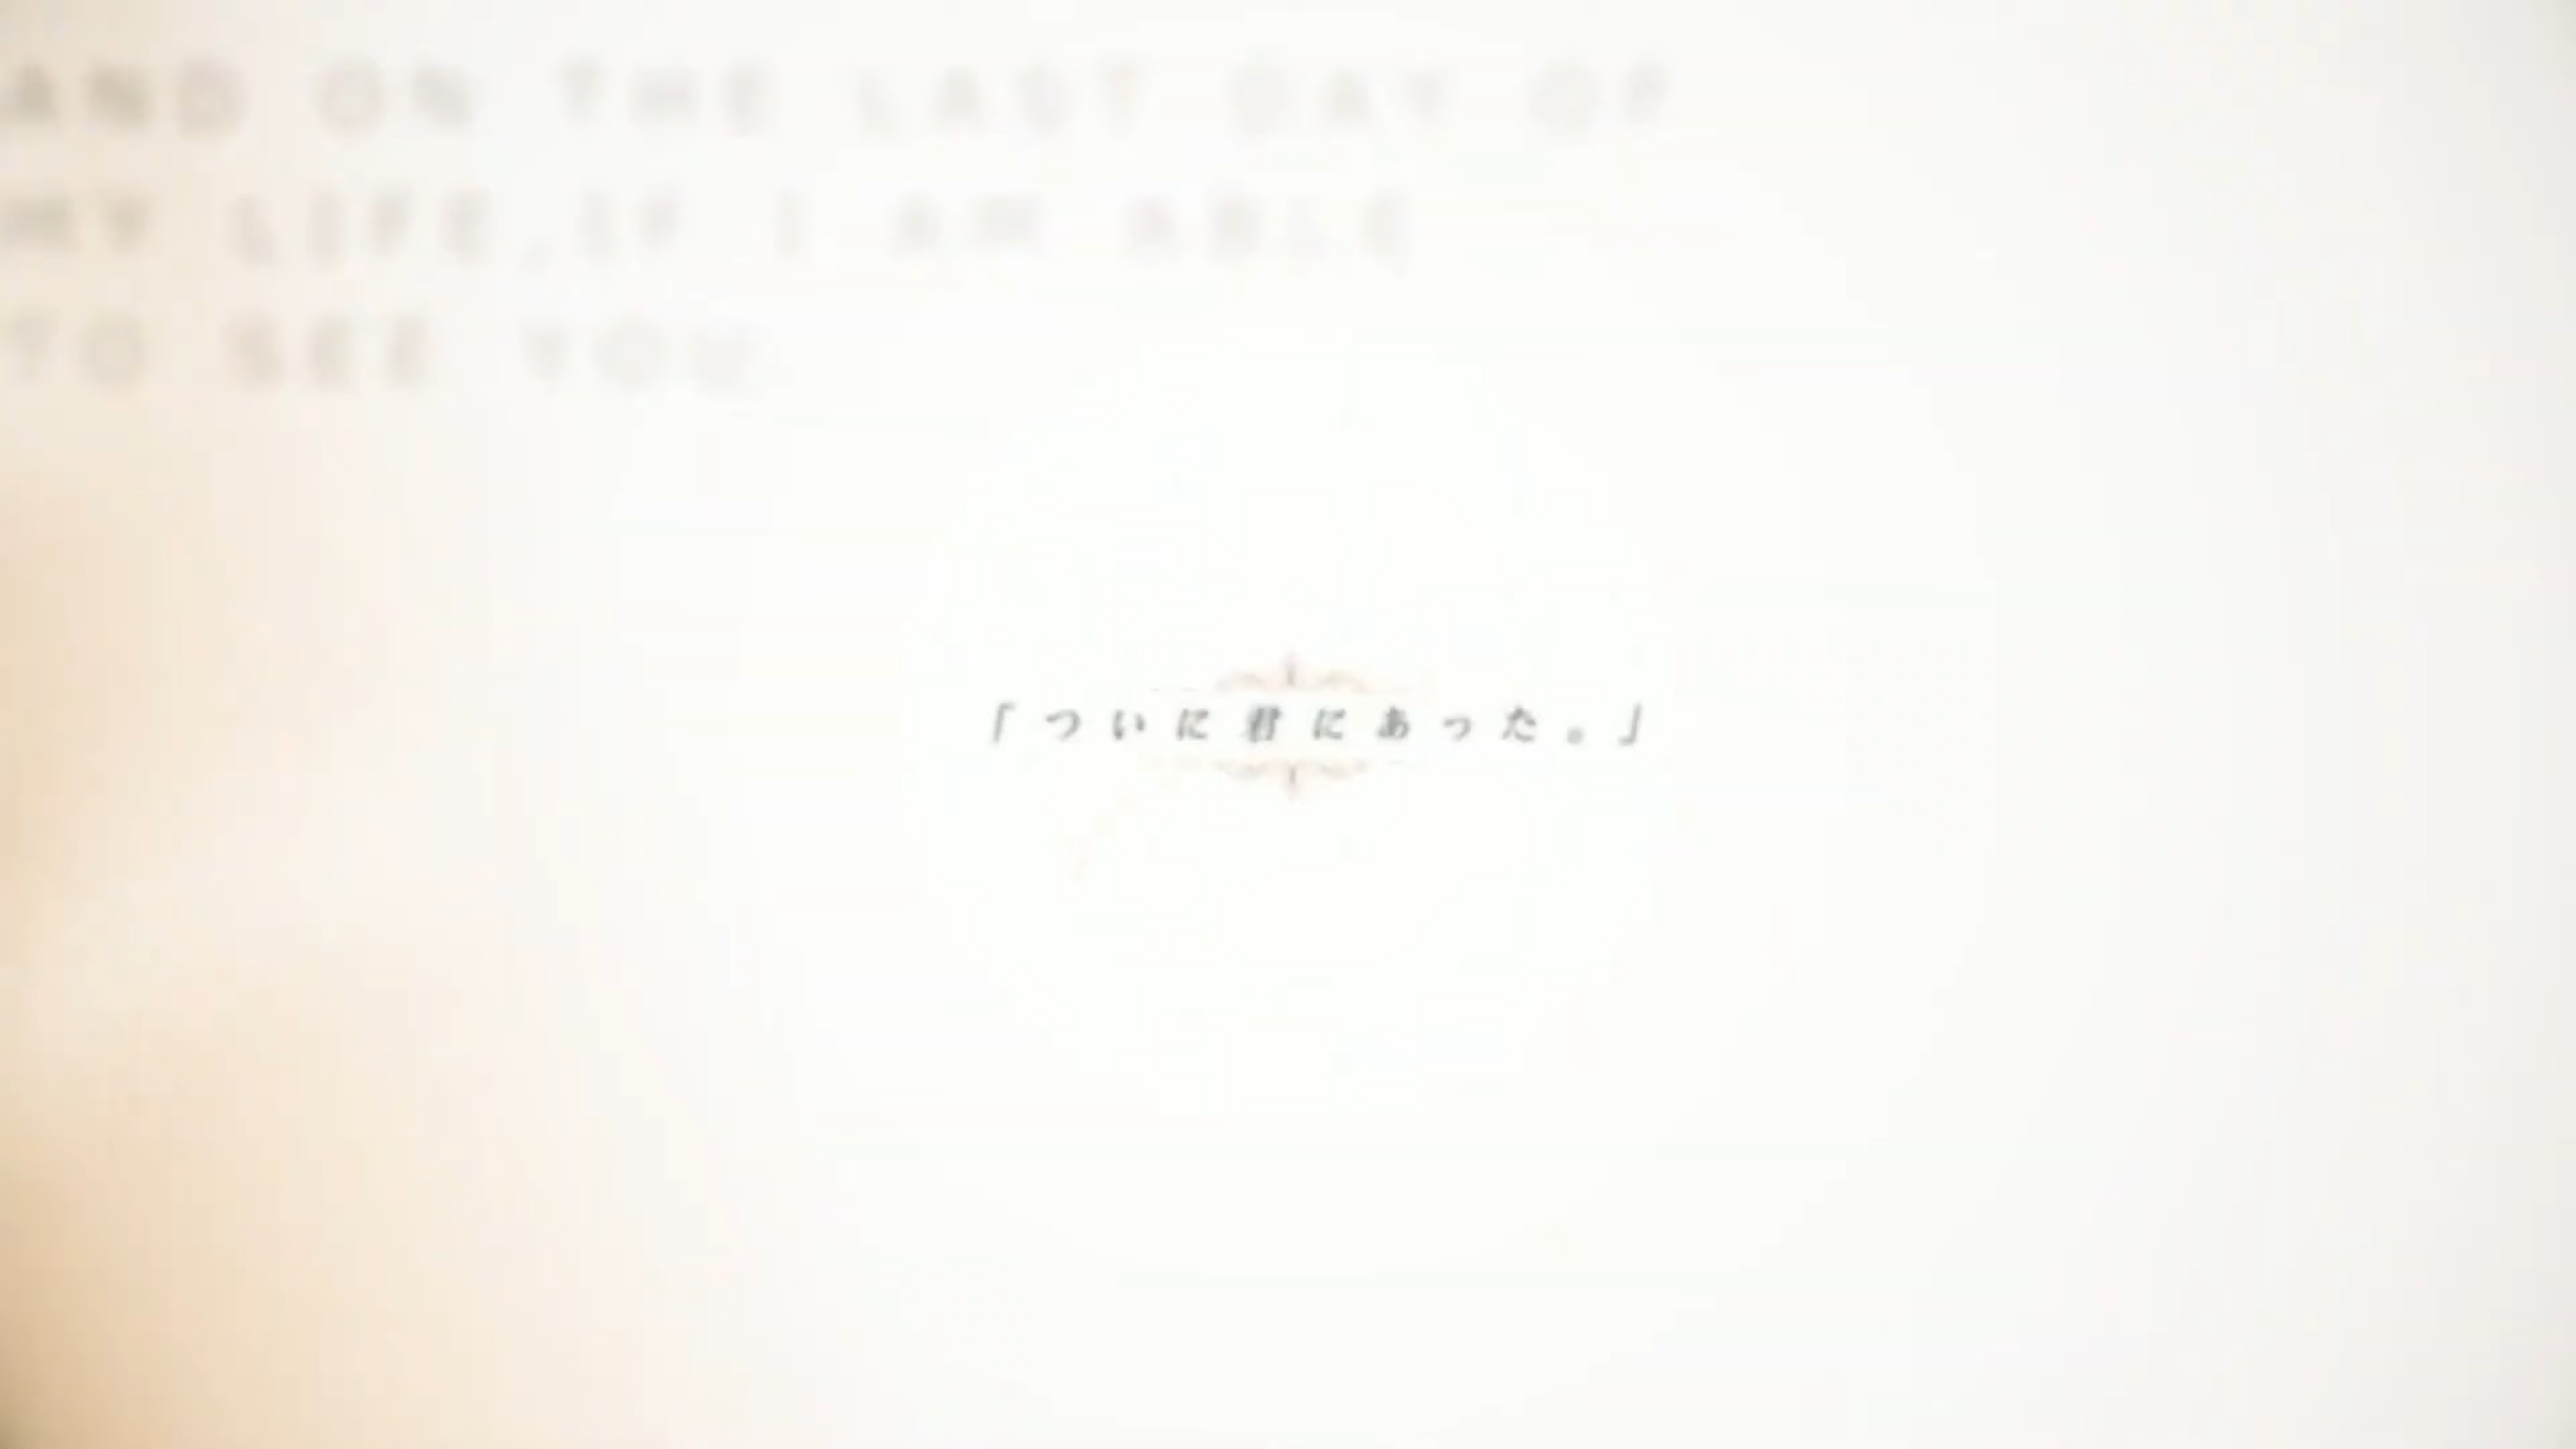 AND ON THE LAST DAY OF
MY LIFE,IF I AM ABLE
TO SEE YOU
「ついに君にあった。」